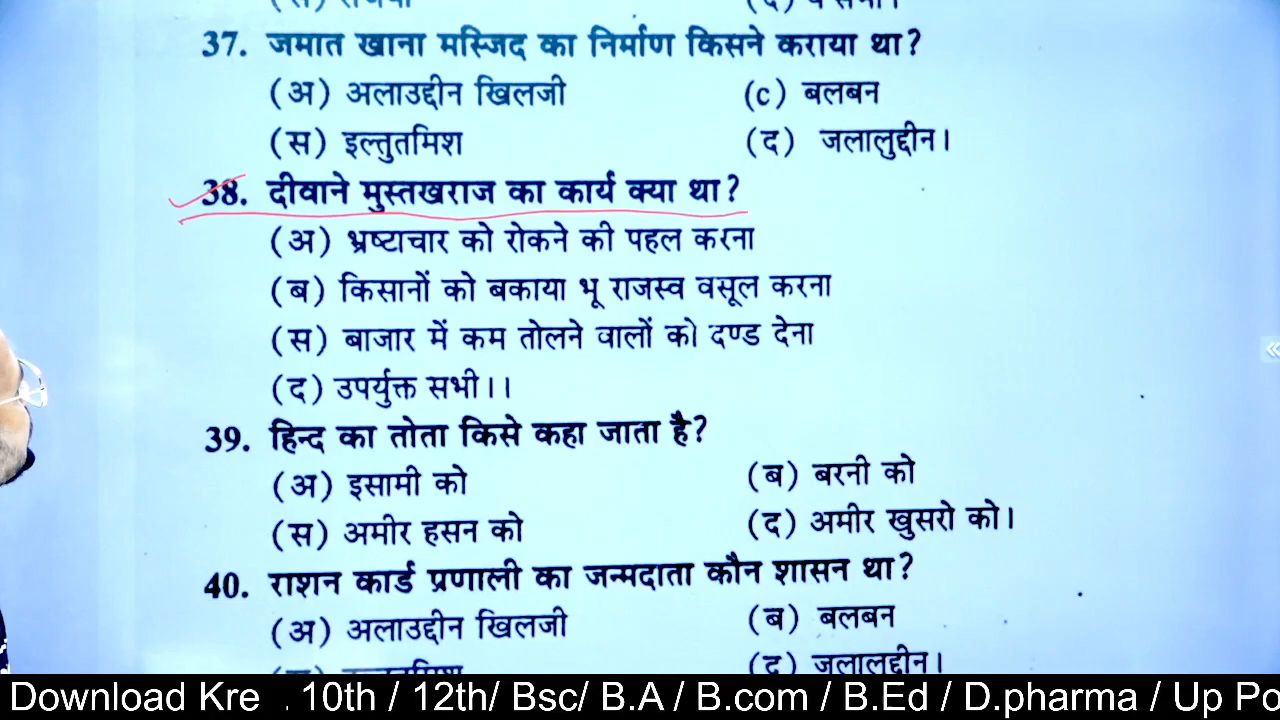 37. जमात खाना मस्जिद का निर्माण किसने कराया था?
(अ) अलाउद्दीन खिलजी (c) बलबन
(स) इल्तुतमिश (द) जलालुद्दीन।
38. दीवाने मुस्तखराज का कार्य क्या था?
(अ) भ्रष्टाचार को रोकने की पहल करना
(ब) किसानों को बकाया भू राजस्व वसूल करना
(स) बाजार में कम तोलने वालों को दण्ड देना
(द) उपर्युक्त सभी।।
39. हिन्द का तोता किसे कहा जाता है?
(अ) इसामी को (ब) बरनी को
(स) अमीर हसन को (द) अमीर खुसरो को।
40. राशन कार्ड प्रणाली का जन्मदाता कौन शासन था?
(अ) अलाउद्दीन खिलजी (ब) बलबन
(द) जलालुद्दीन।
Download Kre . 10th / 12th/ Bsc/ B.A / B.com / B.Ed / D.pharma / Up Po